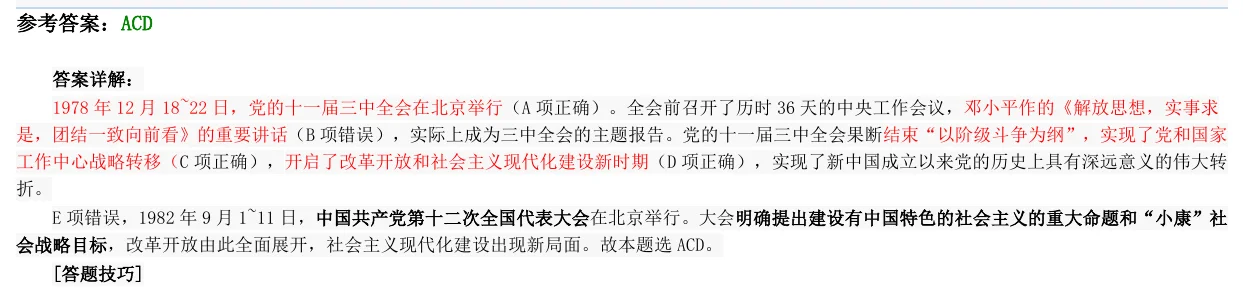 参考答案：ACD
答案详解：
1978 年 12 月 18~22 日，党的十一届三中全会在北京举行（A 项正确）。全会前召开了历时 36 天的中央工作会议，邓小平作的《解放思想，实事求
是，团结一致向前看》的重要讲话（B 项错误），实际上成为三中全会的主题报告。党的十一届三中全会果断结束“以阶级斗争为纲”，实现了党和国家
工作中心战略转移（C 项正确），开启了改革开放和社会主义现代化建设新时期（D 项正确），实现了新中国成立以来党的历史上具有深远意义的伟大转
折。
E 项错误，1982 年 9 月 1~11 日，中国共产党第十二次全国代表大会在北京举行。大会明确提出建设有中国特色的社会主义的重大命题和“小康”社
会战略目标，改革开放由此全面展开，社会主义现代化建设出现新局面。故本题选 ACD。
[答题技巧]